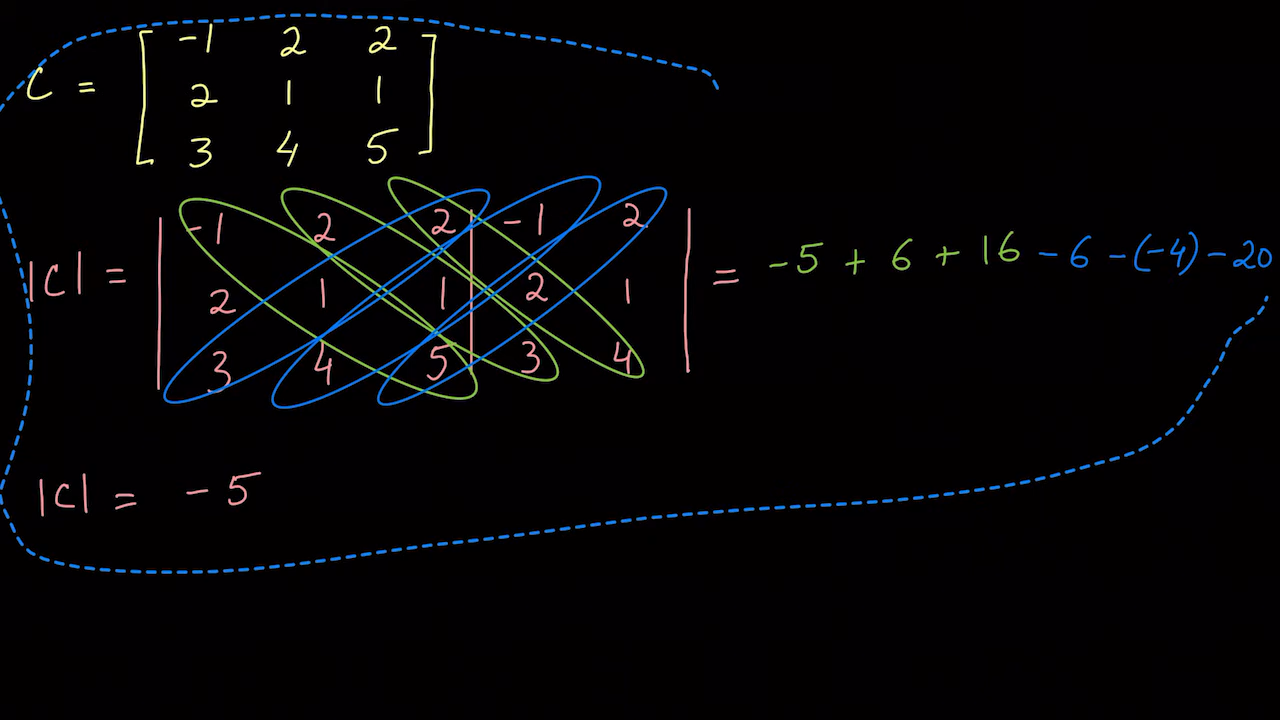 -1 2 2
C = 2 1 1
3 4 5
-1 2 2 -1 2
|C| = 2 1 1 2 1 = -5 + 6 + 16 - 6 - (-4) - 20
3 4 5 3 4
|C| = -5